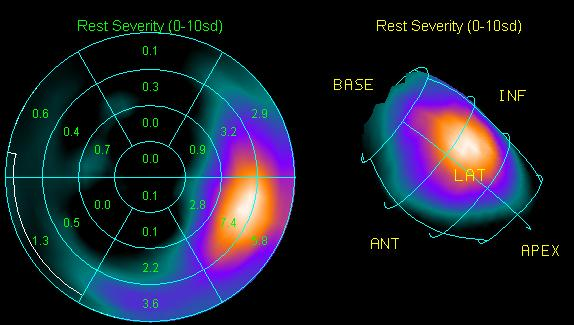 Rest Severity (0-10sd)
0.1
0.3
0.6
2.9
0.0
0.4
3.2
0.7
0.9
0.0
0.1
0.0
2.8
0.5
7.4
5.8
0.1
1.3
2.2
3.6
Rest Severity (0-10sd)
BASE
INF
LAT
ANT
APEX